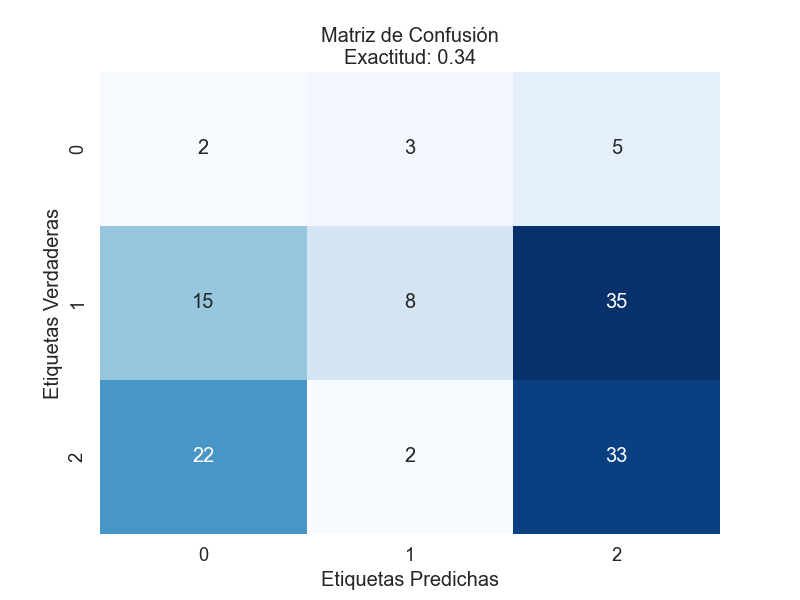 Matriz de Confusión
Exactitud: 0.34
0 2 3 5
1 15 8 35
2 22 2 33
0 1 2
Etiquetas Verdaderas
Etiquetas Predichas